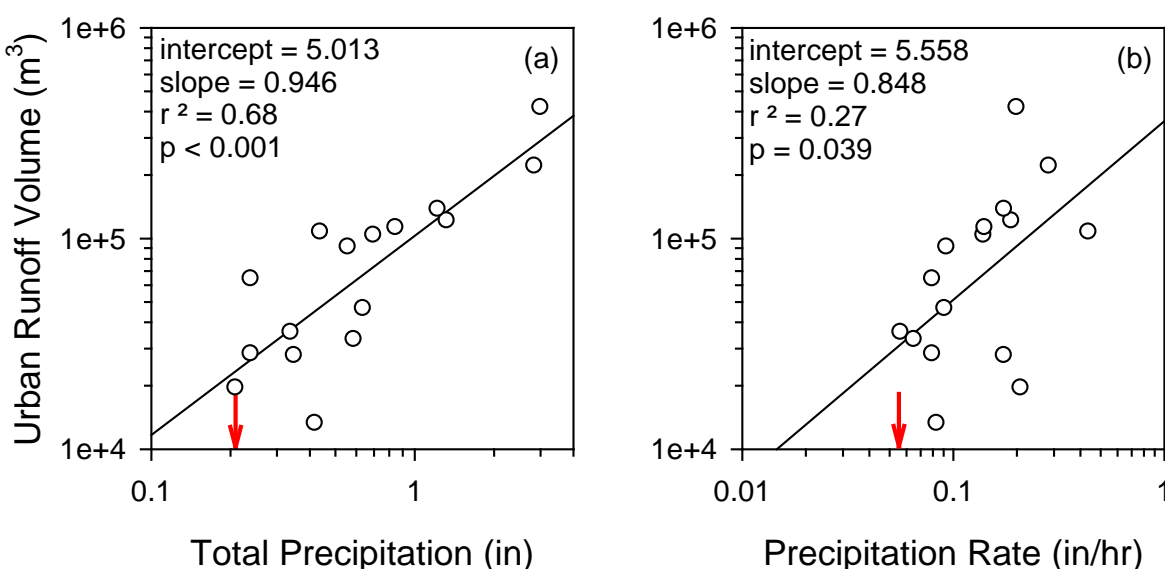 Urban Runoff Volume (m³)
1e+6
1e+5
1e+4
intercept = 5.013
slope = 0.946
r ² = 0.68
p < 0.001
(a)
0.1
1
Total Precipitation (in)
1e+6
1e+5
1e+4
intercept = 5.558
slope = 0.848
r ² = 0.27
p = 0.039
(b)
0.01
0.1
1
Precipitation Rate (in/hr)